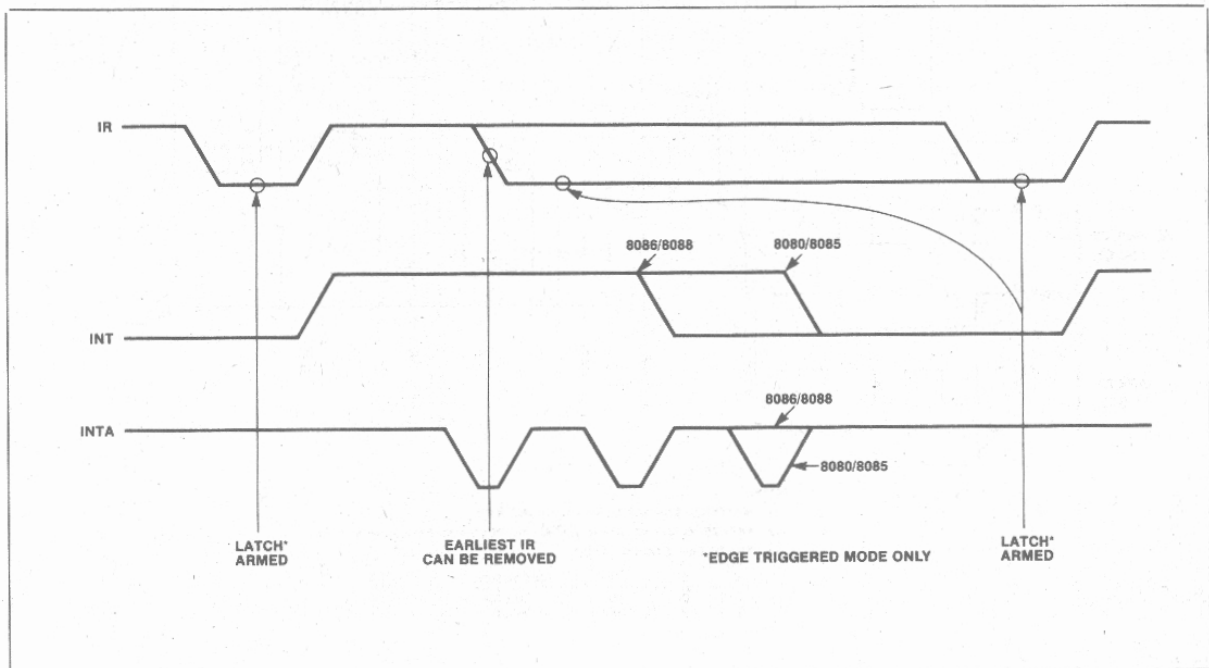 IR
8086/8088
8080/8085
INT
8086/8088
INTA
8080/8085
LATCH*
ARMED
EARLIEST IR
CAN BE REMOVED
*EDGE TRIGGERED MODE ONLY
LATCH*
ARMED